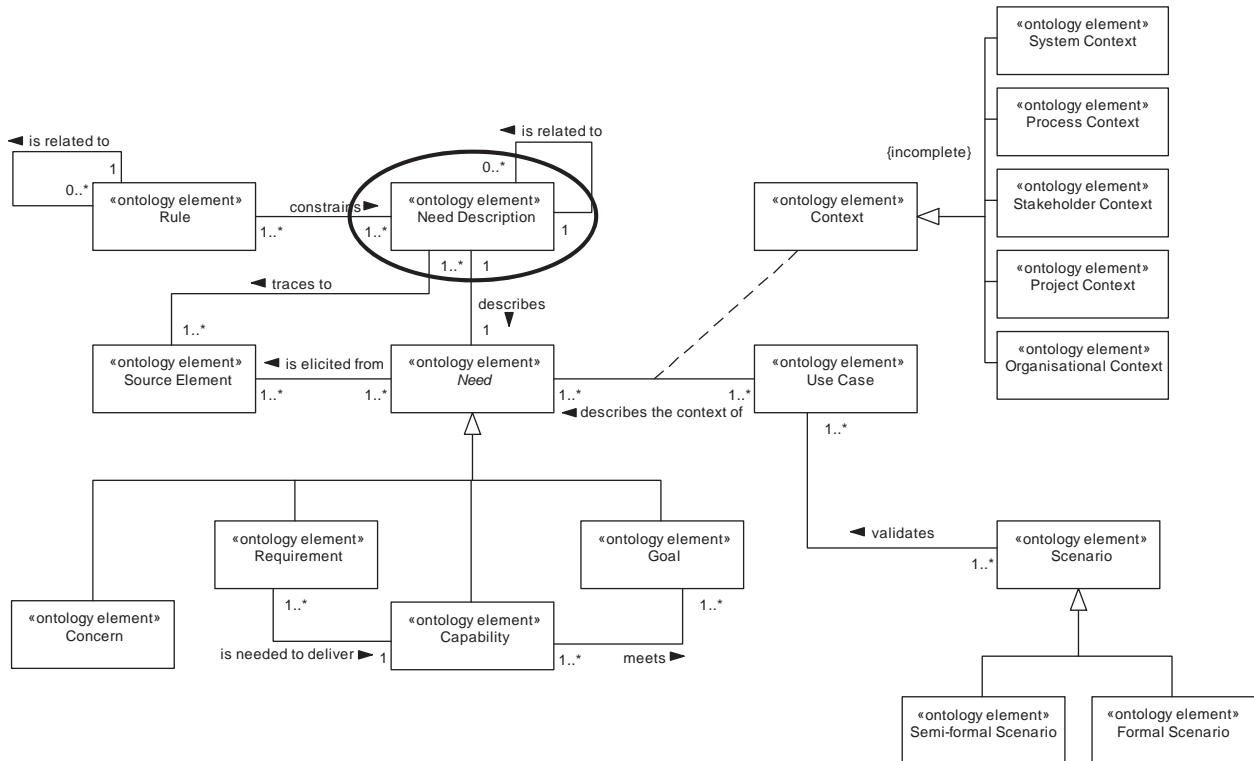 «ontology element»
System Context
«ontology element»
Process Context
◄ is related to
◄ is related to
{incomplete}
1
0..*
0..*
«ontology element»
Rule
constrains ►
«ontology element»
Need Description
«ontology element»
Context
«ontology element»
Stakeholder Context
1..*
1..*
1
1..*
1
«ontology element»
Project Context
◄ traces to
describes
▼
1..*
1
«ontology element»
Source Element
◄ is elicited from
«ontology element»
Need
«ontology element»
Use Case
«ontology element»
Organisational Context
1..*
1..*
1..*
1..*
◄ describes the context of
1..*
«ontology element»
Requirement
«ontology element»
Goal
◄ validates
«ontology element»
Scenario
1..*
1..*
1..*
«ontology element»
Concern
«ontology element»
Capability
is needed to deliver ►
1
1..*
meets ►
«ontology element»
Semi-formal Scenario
«ontology element»
Formal Scenario